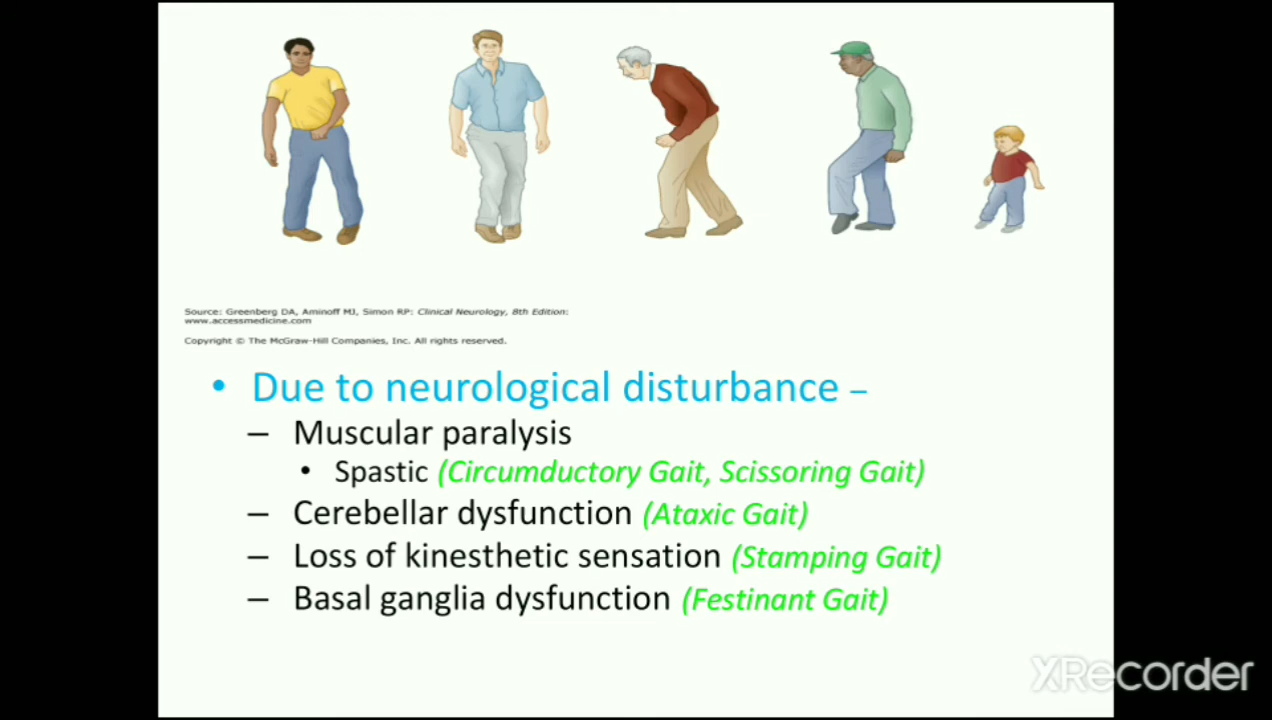 Source: Greenberg DA, Aminoff MJ, Simon RP: Clinical Neurology, 8th Edition:
www.accessmedicine.com
Copyright © The McGraw-Hill Companies, Inc. All rights reserved.
• Due to neurological disturbance –
– Muscular paralysis
• Spastic (Circumductory Gait, Scissoring Gait)
– Cerebellar dysfunction (Ataxic Gait)
– Loss of kinesthetic sensation (Stamping Gait)
– Basal ganglia dysfunction (Festinant Gait)
XRecorder